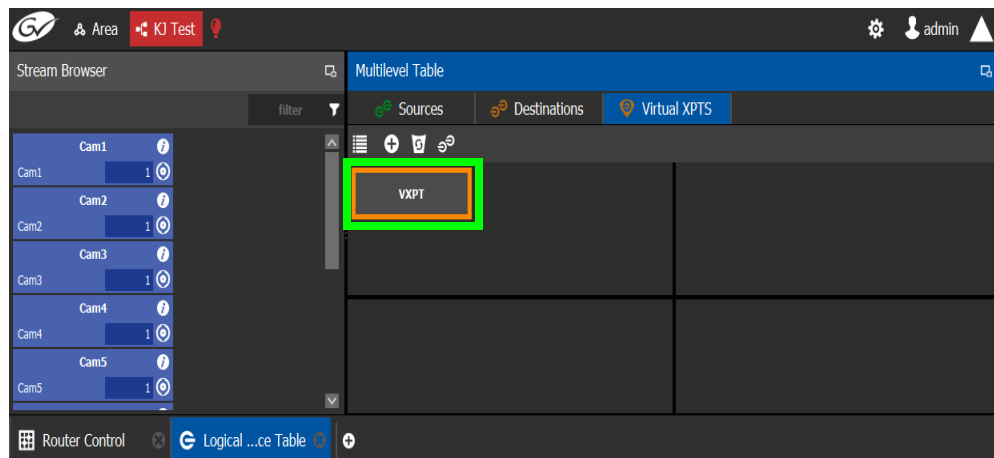 GV Area KJ Test admin
Stream Browser
Multilevel Table
filter
Sources Destinations Virtual XPTS
Cam1
Cam1 1
Cam2
Cam2 1
Cam3
Cam3 1
Cam4
Cam4 1
Cam5
Cam5 1
VXPT
Router Control Logical ...ce Table